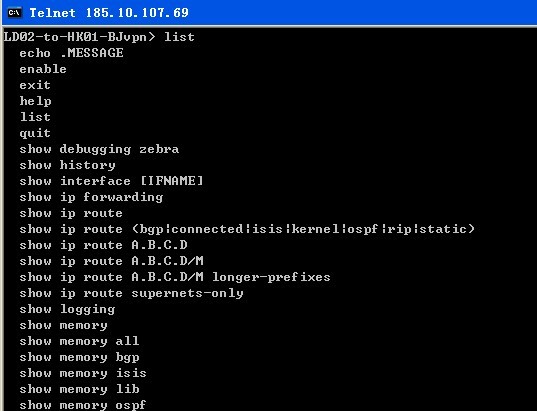 Telnet 185.10.107.69
LD02-to-HK01-BJvpn> list
echo .MESSAGE
enable
exit
help
list
quit
show debugging zebra
show history
show interface [IFNAME]
show ip forwarding
show ip route
show ip route (bgp|connected|isis|kernel|ospf|rip|static)
show ip route A.B.C.D
show ip route A.B.C.D/M
show ip route A.B.C.D/M longer-prefixes
show ip route supernets-only
show logging
show memory
show memory all
show memory bgp
show memory isis
show memory lib
show memory ospf